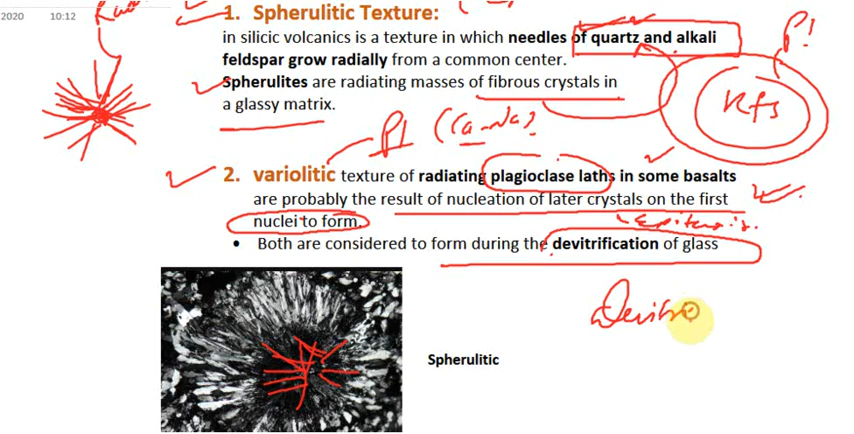 2020 10:12
1. Spherulitic Texture:
in silicic volcanics is a texture in which needles of quartz and alkali
feldspar grow radially from a common center.
Spherulites are radiating masses of fibrous crystals in
a glassy matrix.
Kfs
Pl
Pl (Ca-Na)
2. variolitic texture of radiating plagioclase laths in some basalts
are probably the result of nucleation of later crystals on the first
nuclei to form.
• Both are considered to form during the devitrification of glass
Spherulitic